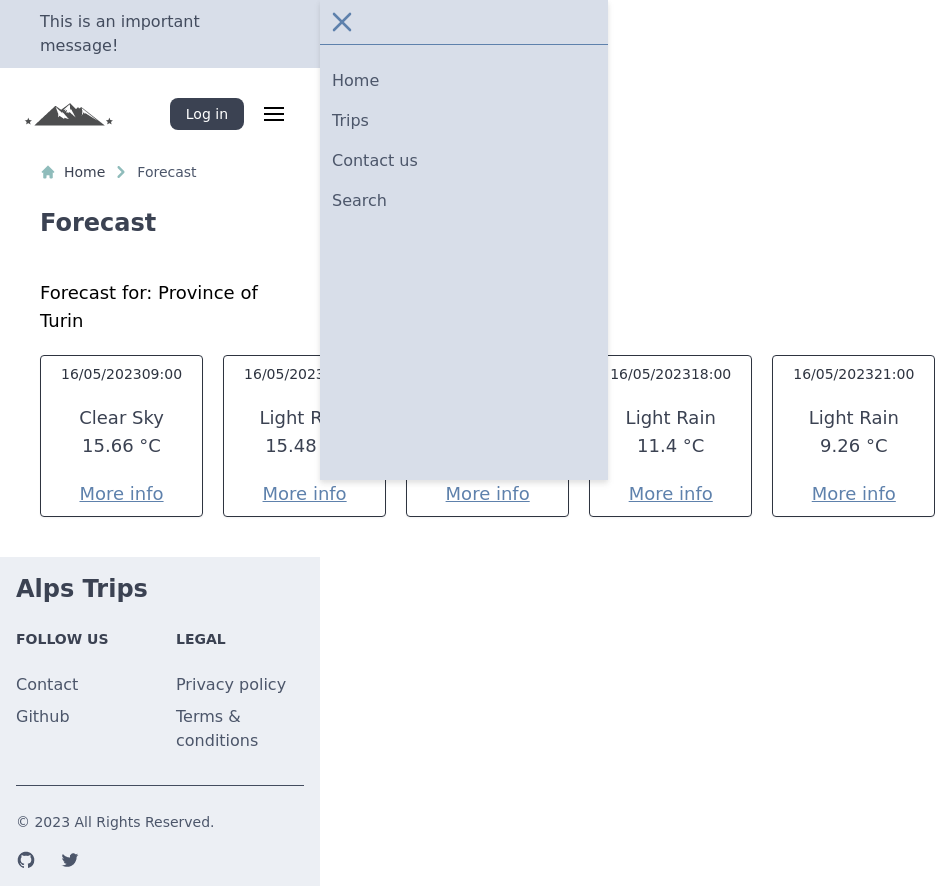 This is an important
message!
Log in
Home
Forecast
Forecast
Forecast for: Province of
Turin
Home
Trips
Contact us
Search
16/05/202309:00
Clear Sky
15.66 °C
More info
16/05/2023
Light R
15.48
More info
More info
16/05/202318:00
Light Rain
11.4 °C
More info
16/05/202321:00
Light Rain
9.26 °C
More info
Alps Trips
FOLLOW US
Contact
Github
LEGAL
Privacy policy
Terms &
conditions
© 2023 All Rights Reserved.